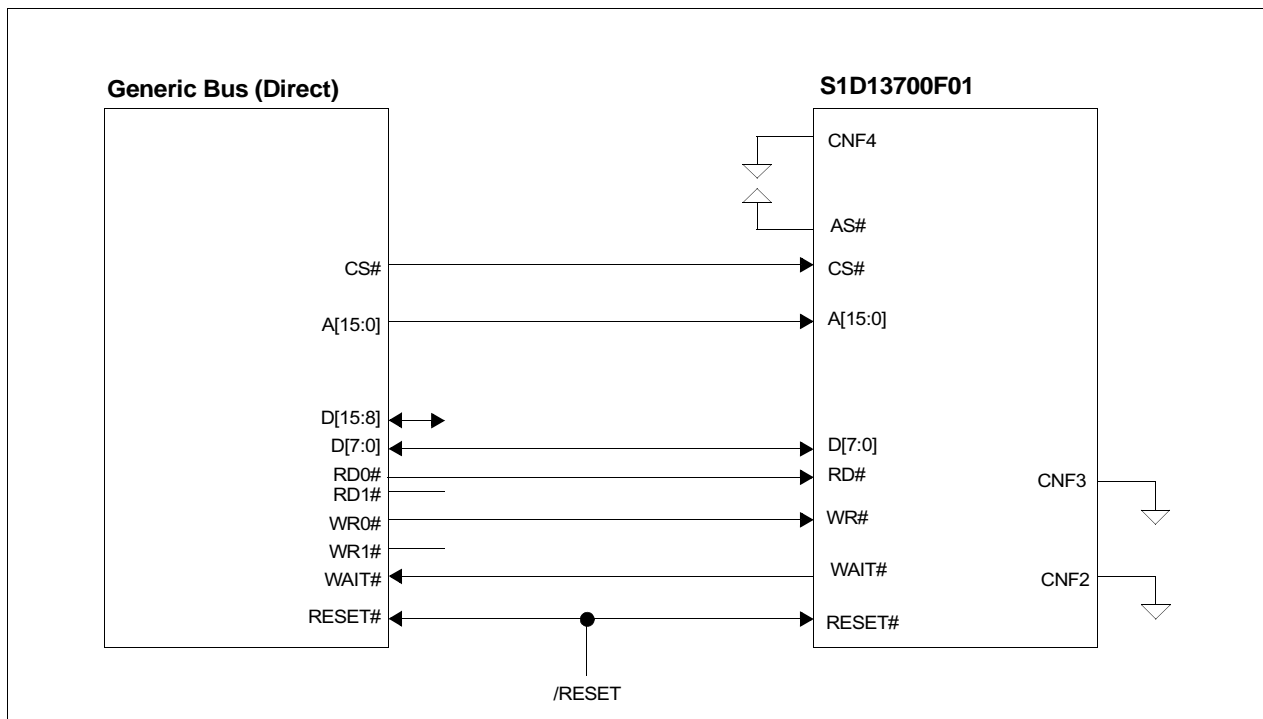 Generic Bus (Direct)
S1D13700F01
CNF4
AS#
CS#
CS#
A[15:0]
A[15:0]
D[15:8]
D[7:0]
D[7:0]
RD0#
RD#
RD1#
CNF3
WR0#
WR#
WR1#
WAIT#
WAIT#
CNF2
RESET#
RESET#
/RESET